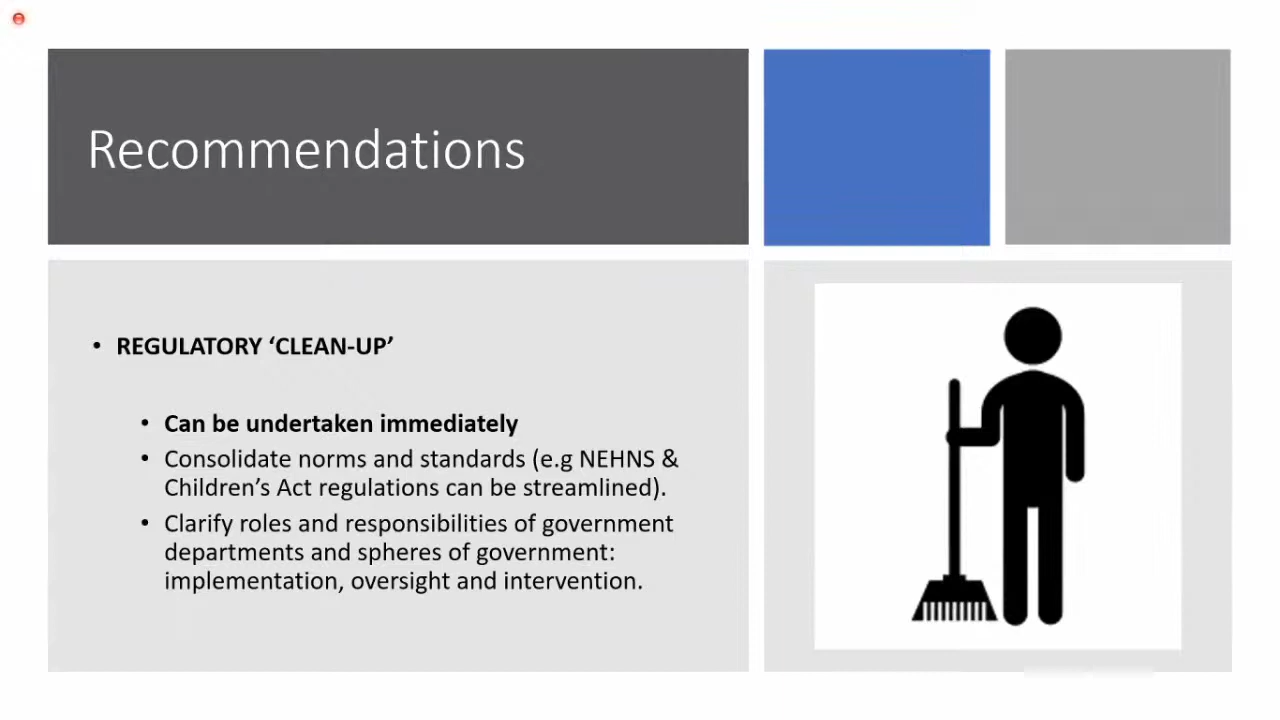 Recommendations
• REGULATORY ‘CLEAN-UP’
• Can be undertaken immediately
• Consolidate norms and standards (e.g NEHNS &
Children’s Act regulations can be streamlined).
• Clarify roles and responsibilities of government
departments and spheres of government:
implementation, oversight and intervention.